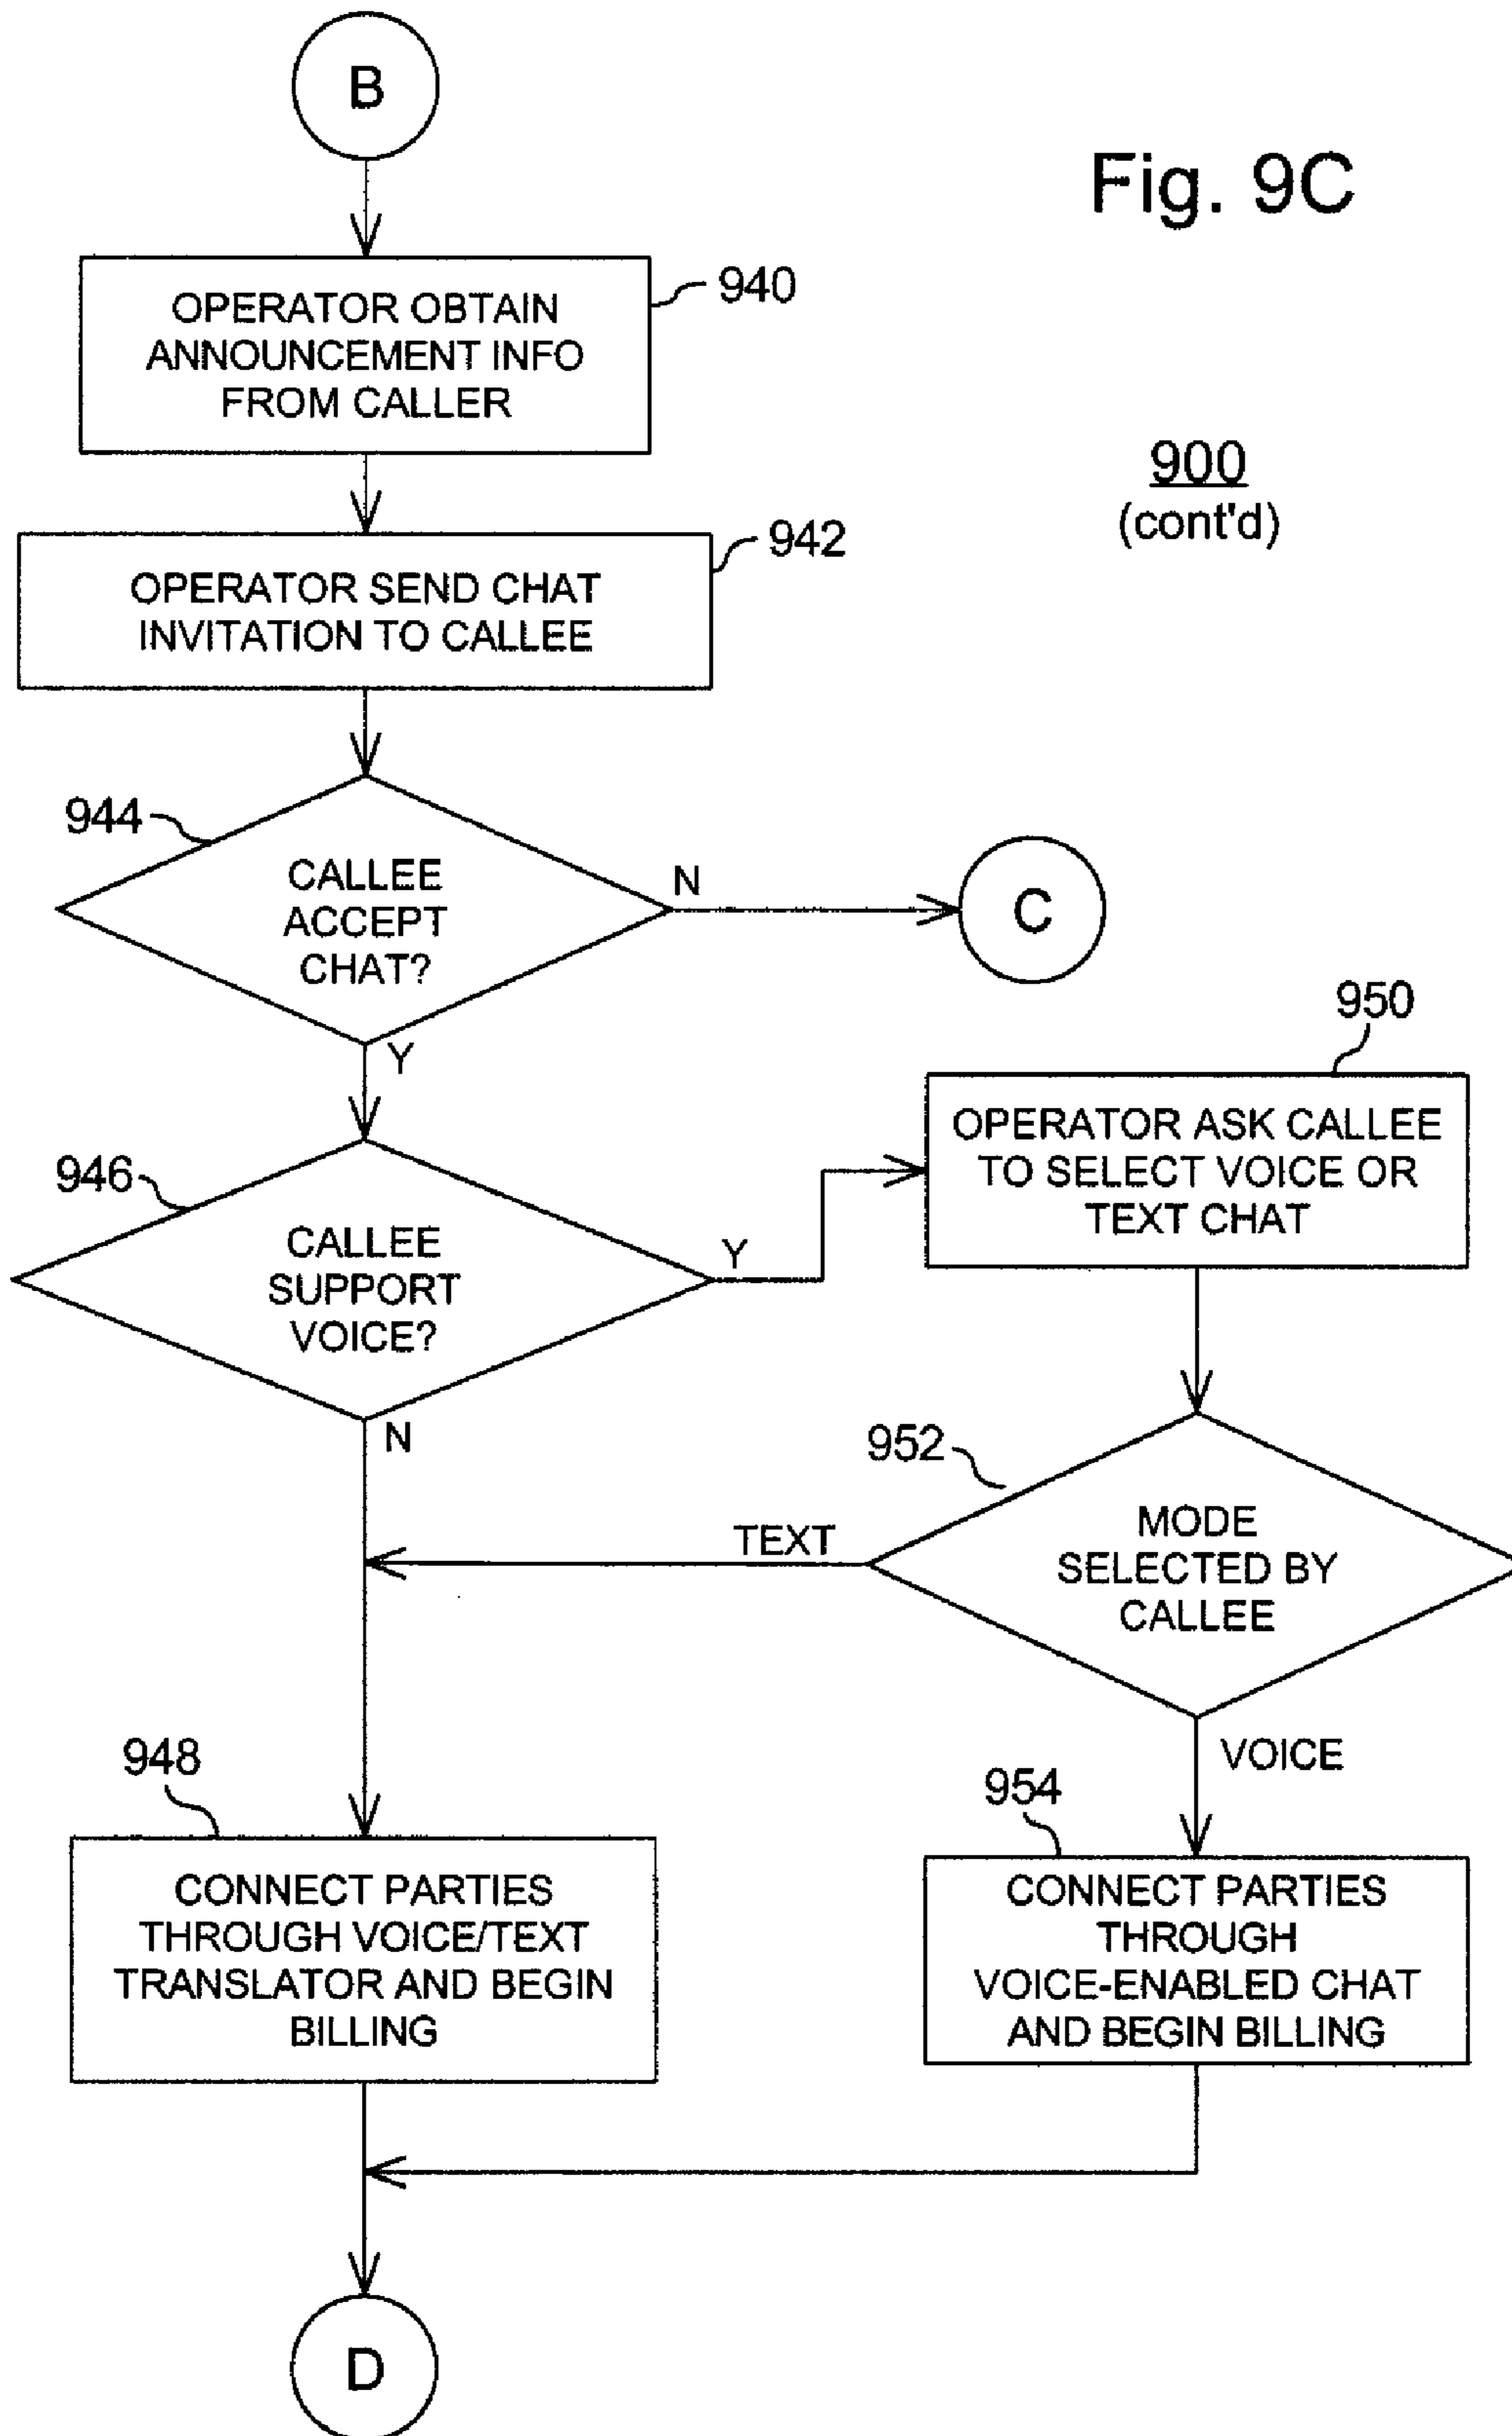 B
Fig. 9C
940
OPERATOR OBTAIN
ANNOUNCEMENT INFO
FROM CALLER
900
(cont'd)
942
OPERATOR SEND CHAT
INVITATION TO CALLEE
944
CALLEE
ACCEPT
CHAT?
N
C
Y
950
OPERATOR ASK CALLEE
TO SELECT VOICE OR
TEXT CHAT
946
CALLEE
SUPPORT
VOICE?
Y
N
952
MODE
SELECTED BY
CALLEE
TEXT
VOICE
948
CONNECT PARTIES
THROUGH VOICE/TEXT
TRANSLATOR AND BEGIN
BILLING
954
CONNECT PARTIES
THROUGH
VOICE-ENABLED CHAT
AND BEGIN BILLING
D